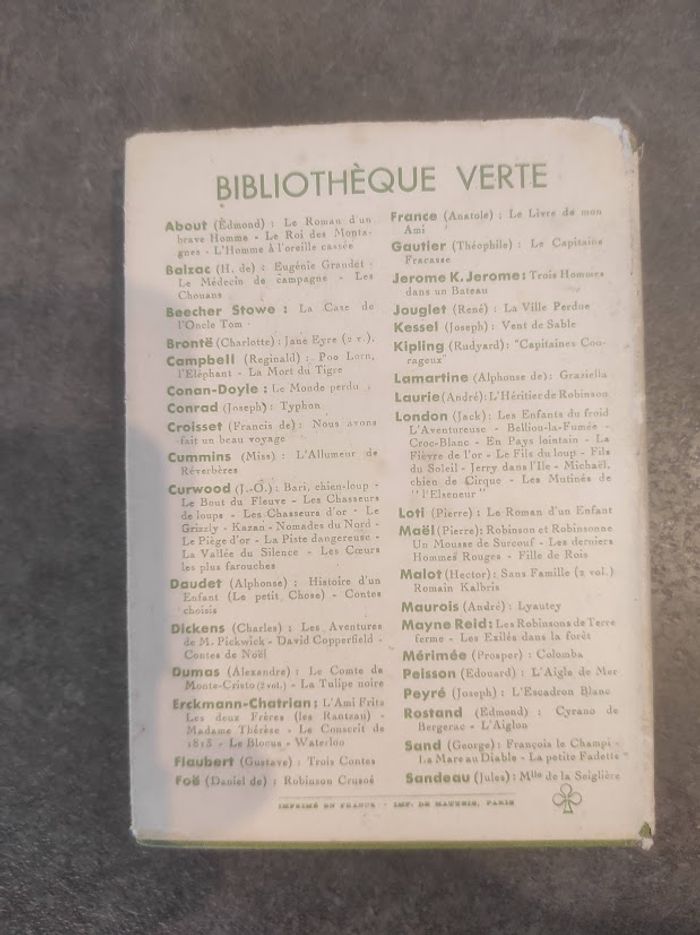 BIBLIOTHÈQUE VERTE
About (Edmond) : Le Roman d'un
brave Homme - Le Roi des Monta-
gnes - L'Homme à l'oreille cassée
Balzac (H. de) : Eugénie Grandet -
Le Médecin de campagne - Les
Chouans
Beecher Stowe : La Case de
l'Oncle Tom
Brontë (Charlotte) : Jane Eyre (2 v.).
Campbell (Reginald) : Poo Lorn,
l'Eléphant - La Mort du Tigre
Conan-Doyle : Le Monde perdu
Conrad (Joseph) : Typhon
Croisset (Francis de) : Nous avons
fait un beau voyage
Cummins (Miss) : L'Allumeur de
Réverbères
Curwood (J.-O.) : Bari, chien-loup -
Le Bout du Fleuve - Les Chasseurs
de loups - Les Chasseurs d'or - Le
Grizzly - Kazan - Nomades du Nord -
Le Piège d'or - La Piste dangereuse -
La Vallée du Silence - Les Cœurs
les plus farouches
Daudet (Alphonse) : Histoire d'un
Enfant (Le petit Chose) - Contes
choisis
Dickens (Charles) : Les Aventures
de M. Pickwick - David Copperfield -
Contes de Noël
Dumas (Alexandre) : Le Comte de
Monte-Cristo (2 vol.) - La Tulipe noire
Erckmann-Chatrian : L'Ami Fritz
Les deux Frères (les Rantzau) -
Madame Thérèse - Le Conscrit de
1813 - Le Blocus - Waterloo
Flaubert (Gustave) : Trois Contes
Foë (Daniel de) : Robinson Crusoé
France (Anatole) : Le Livre de mon
Ami
Gautier (Théophile) : Le Capitaine
Fracasse
Jerome K. Jerome : Trois Hommes
dans un Bateau
Jouglet (René) : La Ville Perdue
Kessel (Joseph) : Vent de Sable
Kipling (Rudyard) : "Capitaines Cou-
rageux"
Lamartine (Alphonse de) : Graziella
Laurie (André) : L'Héritier de Robinson
London (Jack) : Les Enfants du froid
L'Aventureuse - Belliou-la-Fumée -
Croc-Blanc - En Pays lointain - La
Fièvre de l'or - Le Fils du loup - Fils
du Soleil - Jerry dans l'Ile - Michaël,
chien de Cirque - Les Mutinés de
"l'Elseneur"
Loti (Pierre) : Le Roman d'un Enfant
Maël (Pierre) : Robinson et Robinsonne
Un Mousse de Surcouf - Les derniers
Hommes Rouges - Fille de Rois
Malot (Hector) : Sans Famille (2 vol.)
Romain Kalbris
Maurois (André) : Lyautey
Mayne Reid : Les Robinsons de Terre
ferme - Les Exilés dans la forêt
Mérimée (Prosper) : Colomba
Peisson (Edouard) : L'Aigle de Mer
Peyré (Joseph) : L'Escadron Blanc
Rostand (Edmond) : Cyrano de
Bergerac - L'Aiglon
Sand (George) : François le Champi -
La Mare au Diable - La petite Fadette
Sandeau (Jules) : Mlle de la Seiglière
IMPRIMÉ EN FRANCE - IMP. DE MATTEIS, PARIS